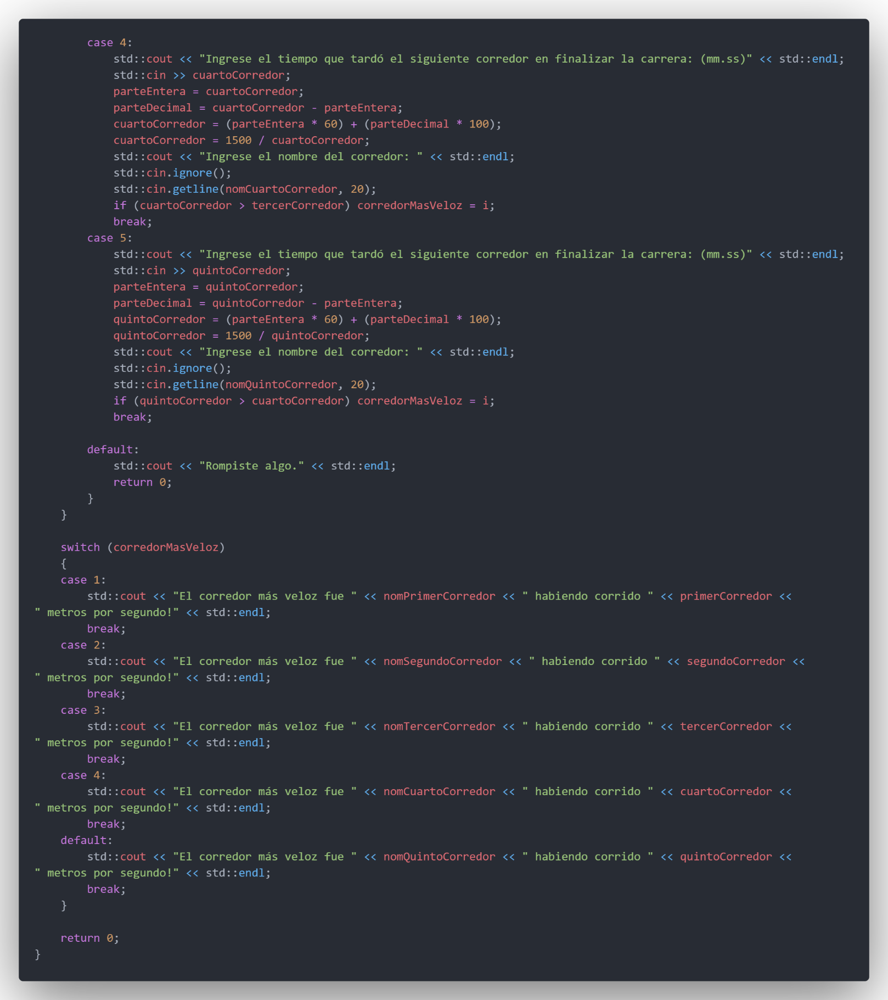 case 4:
            std::cout << "Ingrese el tiempo que tardó el siguiente corredor en finalizar la carrera: (mm.ss)" << std::endl;
            std::cin >> cuartoCorredor;
            parteEntera = cuartoCorredor;
            parteDecimal = cuartoCorredor - parteEntera;
            cuartoCorredor = (parteEntera * 60) + (parteDecimal * 100);
            cuartoCorredor = 1500 / cuartoCorredor;
            std::cout << "Ingrese el nombre del corredor: " << std::endl;
            std::cin.ignore();
            std::cin.getline(nomCuartoCorredor, 20);
            if (cuartoCorredor > tercerCorredor) corredorMasVeloz = i;
            break;
        case 5:
            std::cout << "Ingrese el tiempo que tardó el siguiente corredor en finalizar la carrera: (mm.ss)" << std::endl;
            std::cin >> quintoCorredor;
            parteEntera = quintoCorredor;
            parteDecimal = quintoCorredor - parteEntera;
            quintoCorredor = (parteEntera * 60) + (parteDecimal * 100);
            quintoCorredor = 1500 / quintoCorredor;
            std::cout << "Ingrese el nombre del corredor: " << std::endl;
            std::cin.ignore();
            std::cin.getline(nomQuintoCorredor, 20);
            if (quintoCorredor > cuartoCorredor) corredorMasVeloz = i;
            break;

        default:
            std::cout << "Rompiste algo." << std::endl;
            return 0;
        }
    }

    switch (corredorMasVeloz)
    {
    case 1:
        std::cout << "El corredor más veloz fue " << nomPrimerCorredor << " habiendo corrido " << primerCorredor <<
" metros por segundo!" << std::endl;
        break;
    case 2:
        std::cout << "El corredor más veloz fue " << nomSegundoCorredor << " habiendo corrido " << segundoCorredor <<
" metros por segundo!" << std::endl;
        break;
    case 3:
        std::cout << "El corredor más veloz fue " << nomTercerCorredor << " habiendo corrido " << tercerCorredor <<
" metros por segundo!" << std::endl;
        break;
    case 4:
        std::cout << "El corredor más veloz fue " << nomCuartoCorredor << " habiendo corrido " << cuartoCorredor <<
" metros por segundo!" << std::endl;
        break;
    default:
        std::cout << "El corredor más veloz fue " << nomQuintoCorredor << " habiendo corrido " << quintoCorredor <<
" metros por segundo!" << std::endl;
        break;
    }

    return 0;
}